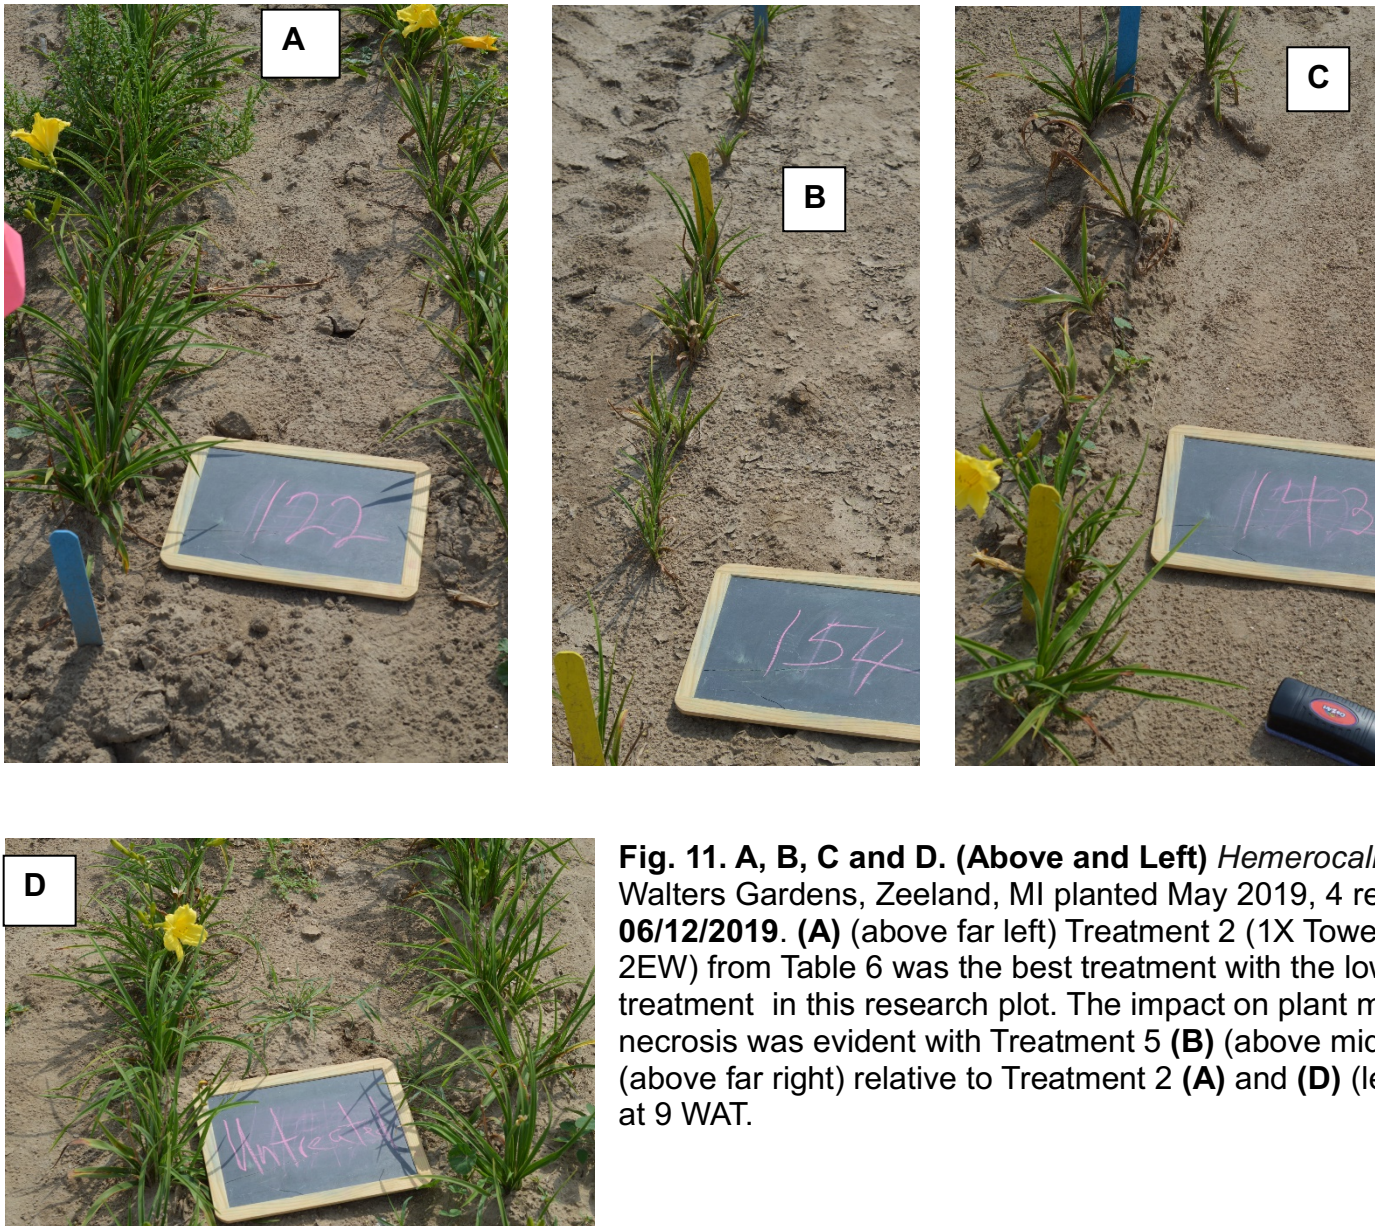 A
B
C
122
154
143
D
Untreated
Fig. 11. A, B, C and D. (Above and Left)
Walters Gardens, Zeeland, MI planted May 2019, 4
06/12/2019. (A) (above far left) Treatment 2 (1X
2EW) from Table 6 was the best treatment with the
treatment in this research plot. The impact on plant
necrosis was evident with Treatment 5 (B) (above
(above far right) relative to Treatment 2 (A) and (D)
at 9 WAT.